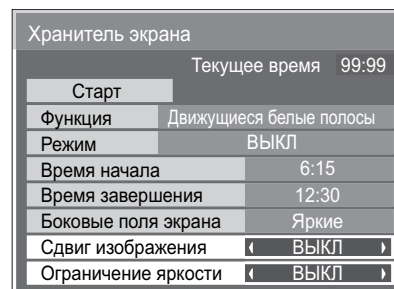 Хранитель экрана
Текущее время 99:99
Старт
Функция Движущиеся белые полосы
Режим ВЫКЛ
Время начала 6:15
Время завершения 12:30
Боковые поля экрана Яркие
Сдвиг изображения ВЫКЛ
Ограничение яркости ВЫКЛ